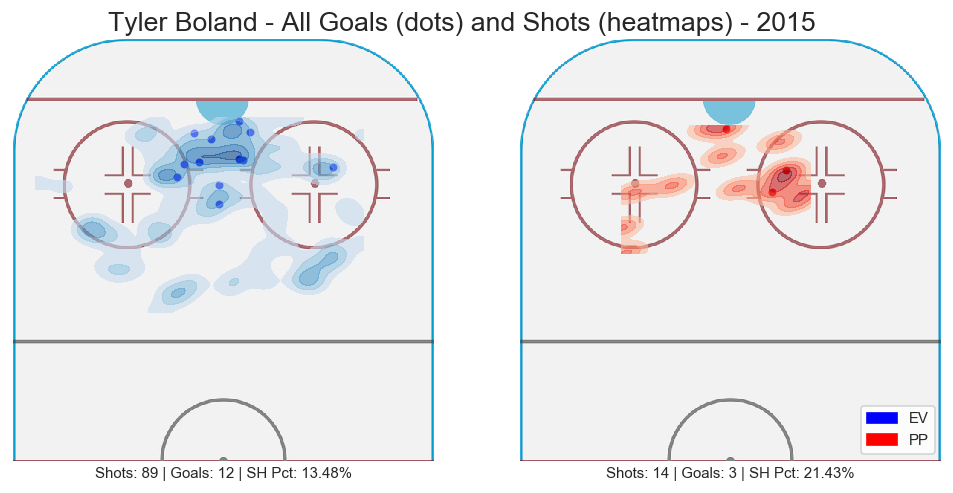 Tyler Boland - All Goals (dots) and Shots (heatmaps) - 2015
EV
PP
Shots: 89 | Goals: 12 | SH Pct: 13.48%
Shots: 14 | Goals: 3 | SH Pct: 21.43%